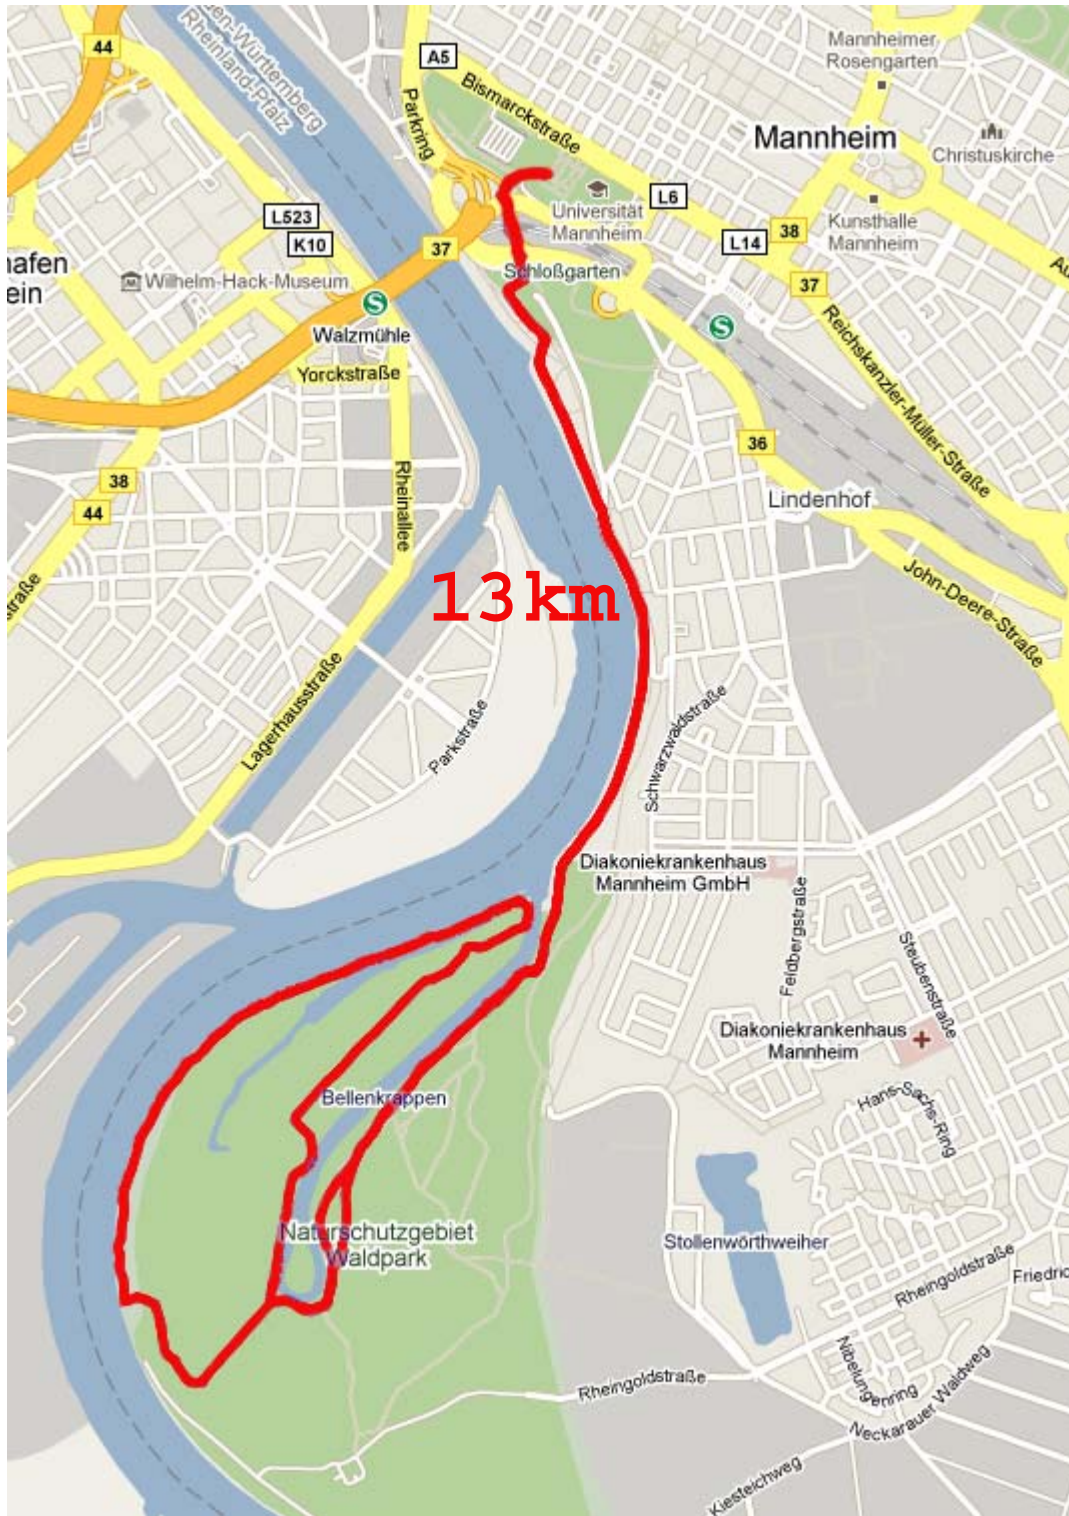 44
en-Württemberg
Rheinland-Pfalz
A5
Parkring
Bismarckstraße
Mannheimer
Rosengarten
Mannheim
Christuskirche
L523
K10
37
Universität
Mannheim
L6
L14
38
Kunsthalle
Mannheim
37
hafen
ein
Wilhelm-Hack-Museum
S
Walzmühle
Schloßgarten
S
Yorckstraße
Reichskanzler-Müller-Straße
36
38
44
Rheinallee
Lindenhof
straße
13km
John-Deere-Straße
Lagerhausstraße
Parkstraße
Schwarzwaldstraße
Diakoniekrankenhaus
Mannheim GmbH
Feldbergstraße
Steubenstraße
Diakoniekrankenhaus
Mannheim
Bellenkrappen
Hans-Sachs-Ring
Naturschutzgebiet
Waldpark
Stollenwörthweiher
Rheingoldstraße
Friedric
Rheingoldstraße
Nibelungenring
Neckarauer Waldweg
Kiesteichweg